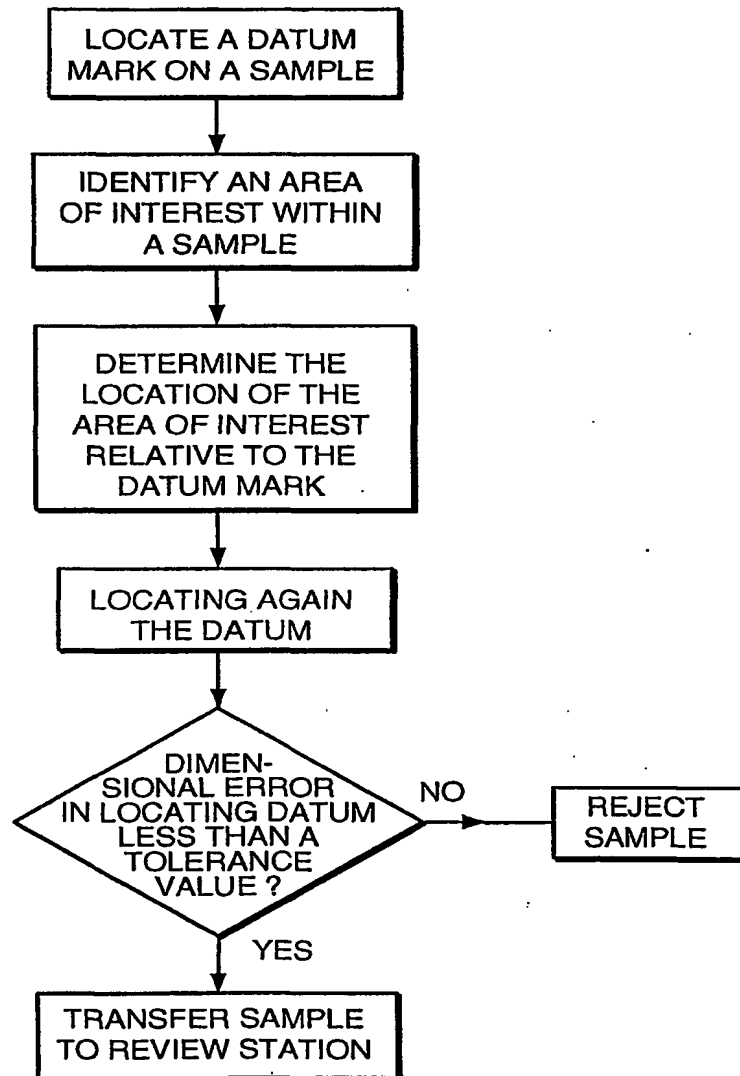 LOCATE A DATUM
MARK ON A SAMPLE
IDENTIFY AN AREA
OF INTEREST WITHIN
A SAMPLE
DETERMINE THE
LOCATION OF THE
AREA OF INTEREST
RELATIVE TO THE
DATUM MARK
LOCATING AGAIN
THE DATUM
DIMEN-
SIONAL ERROR
IN LOCATING DATUM
LESS THAN A
TOLERANCE
VALUE ?
NO
REJECT
SAMPLE
YES
TRANSFER SAMPLE
TO REVIEW STATION